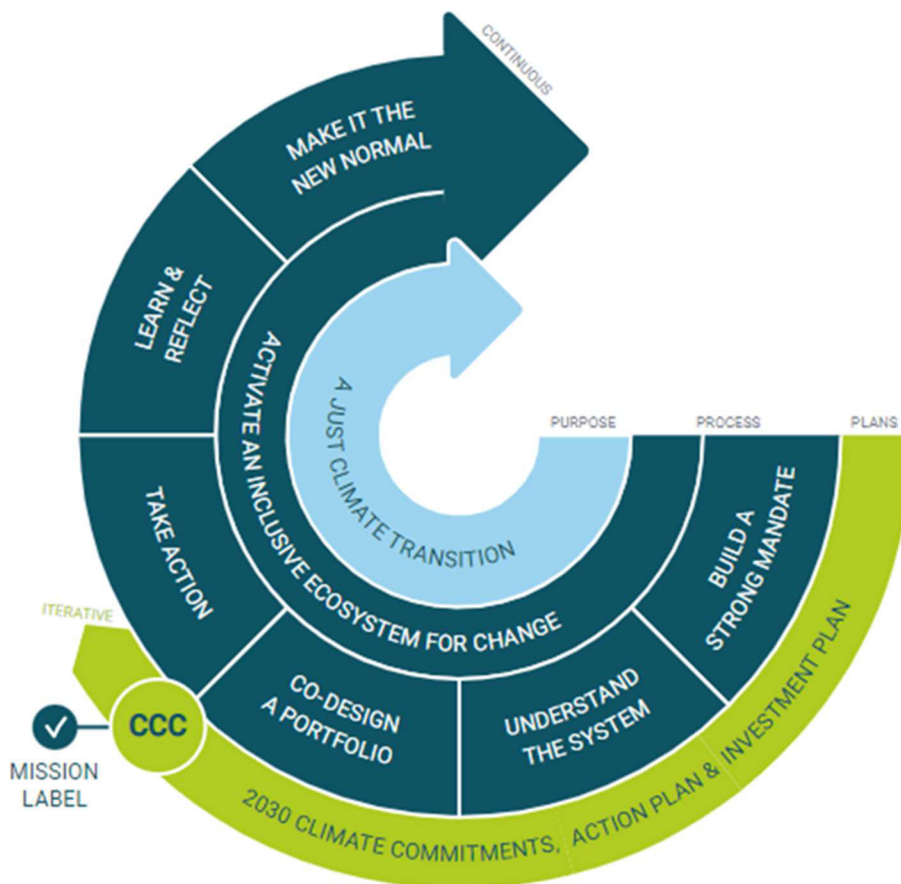 CONTINUOUS
MAKE IT THE
NEW NORMAL
LEARN &
REFLECT
ACTIVATE AN INCLUSIVE ECOSYSTEM FOR CHANGE
A JUST CLIMATE TRANSITION
PURPOSE
PROCESS
PLANS
BUILD A
STRONG MANDATE
TAKE ACTION
ITERATIVE
CO-DESIGN
A PORTFOLIO
UNDERSTAND
THE SYSTEM
CCC
MISSION
LABEL
2030 CLIMATE COMMITMENTS, ACTION PLAN & INVESTMENT PLAN